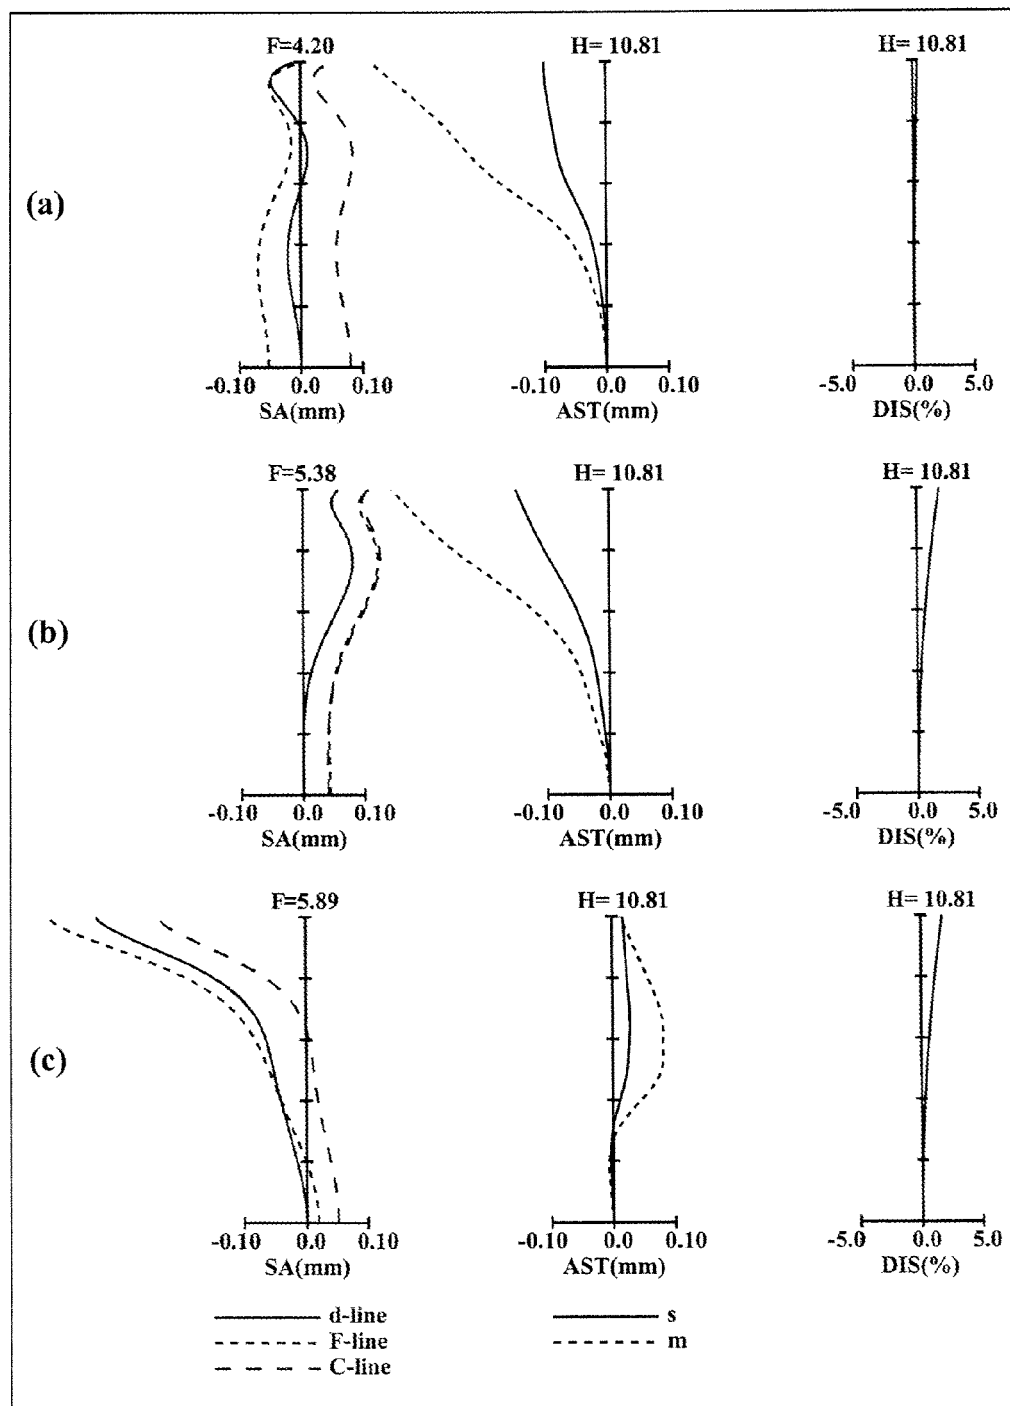 F=4.20 H= 10.81 H= 10.81
(a)
-0.10 0.0 0.10 -0.10 0.0 0.10 -5.0 0.0 5.0
SA(mm) AST(mm) DIS(%)
F=5.38 H= 10.81 H= 10.81
(b)
-0.10 0.0 0.10 -0.10 0.0 0.10 -5.0 0.0 5.0
SA(mm) AST(mm) DIS(%)
F=5.89 H= 10.81 H= 10.81
(c)
-0.10 0.0 0.10 -0.10 0.0 0.10 -5.0 0.0 5.0
SA(mm) AST(mm) DIS(%)
d-line s
F-line m
C-line